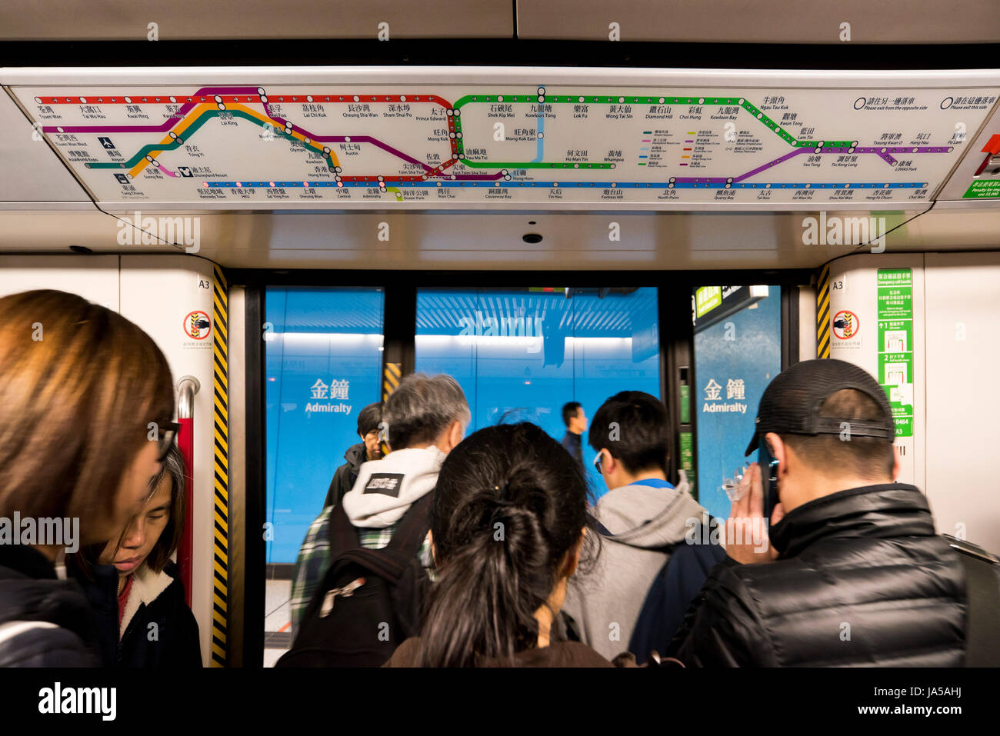 荃灣
Tsuen Wan
大窩口
Tai Wo Hau
葵興
Kwai Hing
葵芳
荔景
Lai King
美孚
Mei Foo
荔枝角
Lai Chi Kok
長沙灣
Cheung Sha Wan
深水埗
Sham Shui Po
太子
Prince Edward
石硤尾
Shek Kip Mei
九龍塘
Kowloon Tong
樂富
Lok Fu
黃大仙
Wong Tai Sin
鑽石山
Diamond Hill
彩虹
Choi Hung
九龍灣
Kowloon Bay
牛頭角
Ngau Tau Kok
觀塘
Kwun Tong
藍田
Lam Tin
油塘
Yau Tong
調景嶺
Tiu Keng Leng
將軍澳
Tseung Kwan O
坑口
Hang Hau
寶琳
Po Lam
康城
LOHAS Park
請往另一邊落車
Please exit from the opposite side
請在這邊落車
Please exit this side
荃灣西
Tsuen Wan West
博覽館
AsiaWorld-Expo
機場
Airport
東涌
Tung Chung
欣澳
Sunny Bay
青衣
Tsing Yi
迪士尼
Disneyland Resort
奧運
Olympic
九龍
Kowloon
香港
Hong Kong
柯士甸
Austin
旺角
Mong Kok
油麻地
Yau Ma Tei
佐敦
Jordan
尖沙咀
Tsim Sha Tsui
尖東
East Tsim Sha Tsui
旺角東
Mong Kok East
紅磡
Hung Hom
何文田
Ho Man Tin
黃埔
Whampoa
堅尼地城
Kennedy Town
香港大學
HKU
西營盤
Sai Ying Pun
上環
Sheung Wan
中環
Central
金鐘
Admiralty
海洋公園
Ocean Park
灣仔
Wan Chai
銅鑼灣
Causeway Bay
天后
Tin Hau
炮台山
Fortress Hill
北角
North Point
鰂魚涌
Quarry Bay
太古
Tai Koo
西灣河
Sai Wan Ho
筲箕灣
Shau Kei Wan
杏花邨
Heng Fa Chuen
柴灣
Chai Wan
A3
A3
金鐘
Admiralty
金鐘
Admiralty
緊急通話器手掣
Emergency call handle
1
2
B464
A3
alamy
alamy
Image ID: JA5AHJ
www.alamy.com